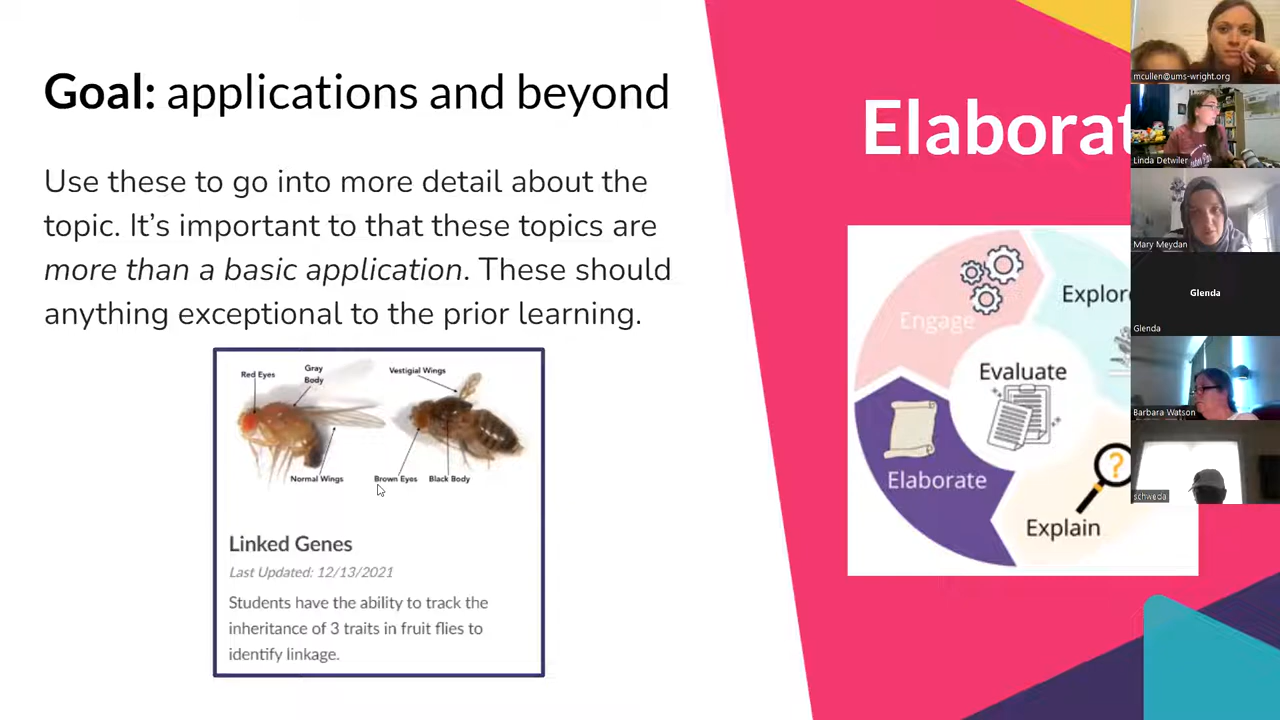 Goal: applications and beyond
Use these to go into more detail about the
topic. It’s important to that these topics are
more than a basic application. These should
anything exceptional to the prior learning.
Red Eyes
Gray
Body
Vestigial Wings
Normal Wings
Brown Eyes
Black Body
Linked Genes
Last Updated: 12/13/2021
Students have the ability to track the
inheritance of 3 traits in fruit flies to
identify linkage.
Elaborat
Engage
Explor
Evaluate
Elaborate
Explain
?
mcullen@ums-wright.org
Linda Detwiler
Mary Meydan
Glenda
Glenda
Barbara Watson
schweda